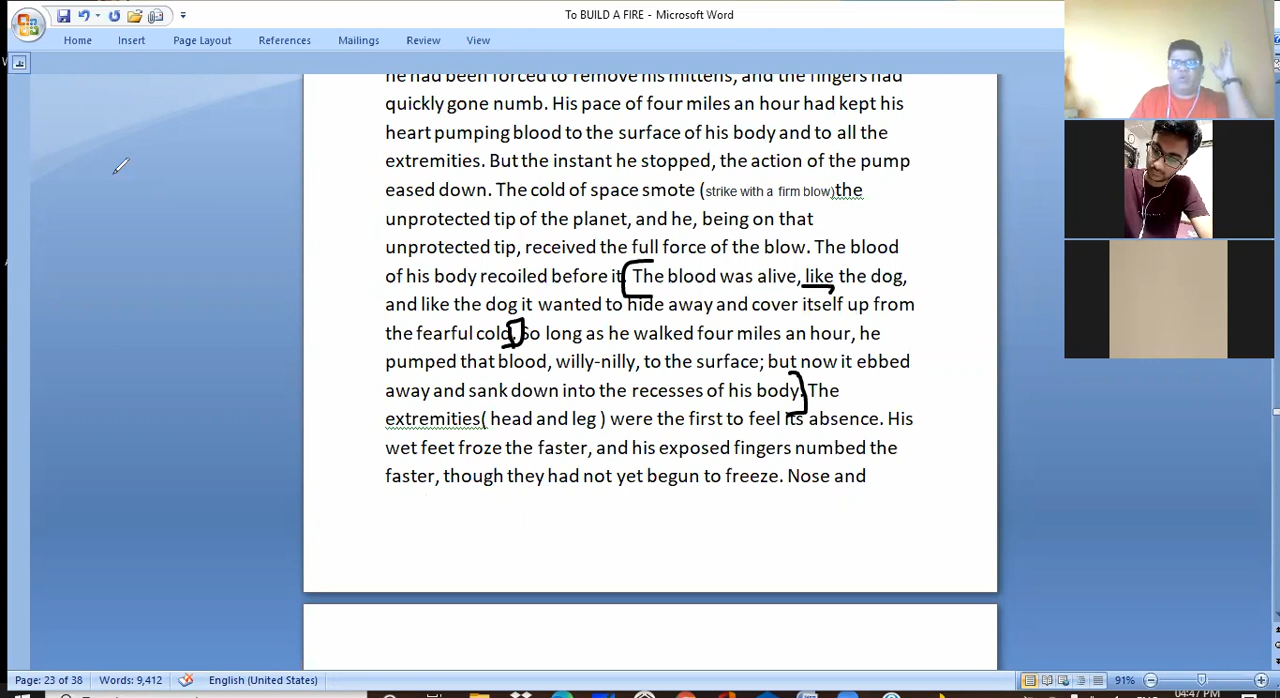 To BUILD A FIRE - Microsoft Word
Home Insert Page Layout References Mailings Review View
he had been forced to remove his mittens, and the fingers had
quickly gone numb. His pace of four miles an hour had kept his
heart pumping blood to the surface of his body and to all the
extremities. But the instant he stopped, the action of the pump
eased down. The cold of space smote (strike with a firm blow)the
unprotected tip of the planet, and he, being on that
unprotected tip, received the full force of the blow. The blood
of his body recoiled before it. The blood was alive, like the dog,
and like the dog it wanted to hide away and cover itself up from
the fearful cold. So long as he walked four miles an hour, he
pumped that blood, willy-nilly, to the surface; but now it ebbed
away and sank down into the recesses of his body. The
extremities( head and leg ) were the first to feel its absence. His
wet feet froze the faster, and his exposed fingers numbed the
faster, though they had not yet begun to freeze. Nose and
Page: 23 of 38 Words: 9,412 English (United States) 91%
04:47 PM